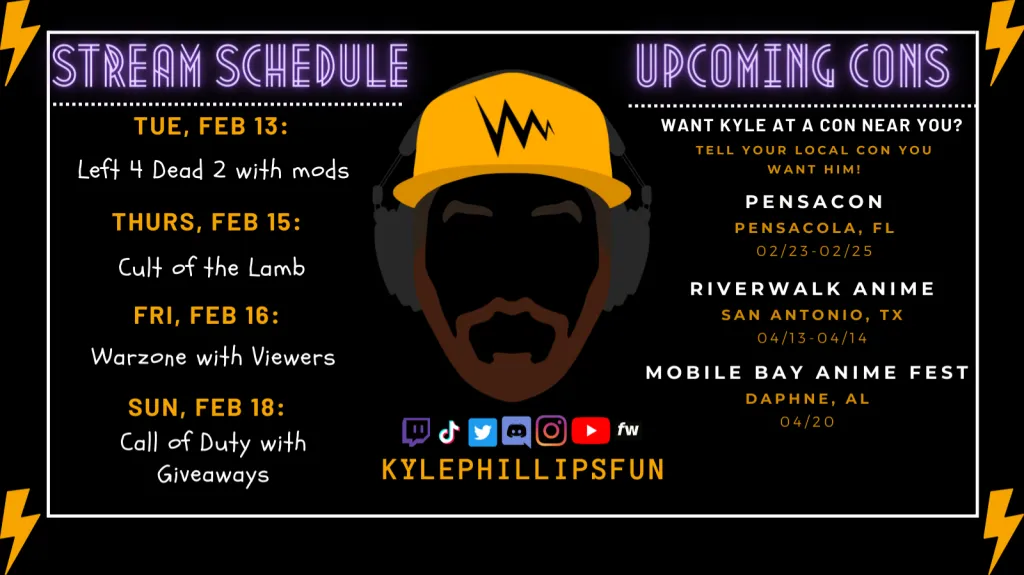 STREAM SCHEDULE
TUE, FEB 13:
Left 4 Dead 2 with mods
THURS, FEB 15:
Cult of the Lamb
FRI, FEB 16:
Warzone with Viewers
SUN, FEB 18:
Call of Duty with
Giveaways
fw
KYLEPHILLIPSFUN
UPCOMING CONS
WANT KYLE AT A CON NEAR YOU?
TELL YOUR LOCAL CON YOU
WANT HIM!
PENSACON
PENSACOLA, FL
02/23-02/25
RIVERWALK ANIME
SAN ANTONIO, TX
04/13-04/14
MOBILE BAY ANIME FEST
DAPHNE, AL
04/20